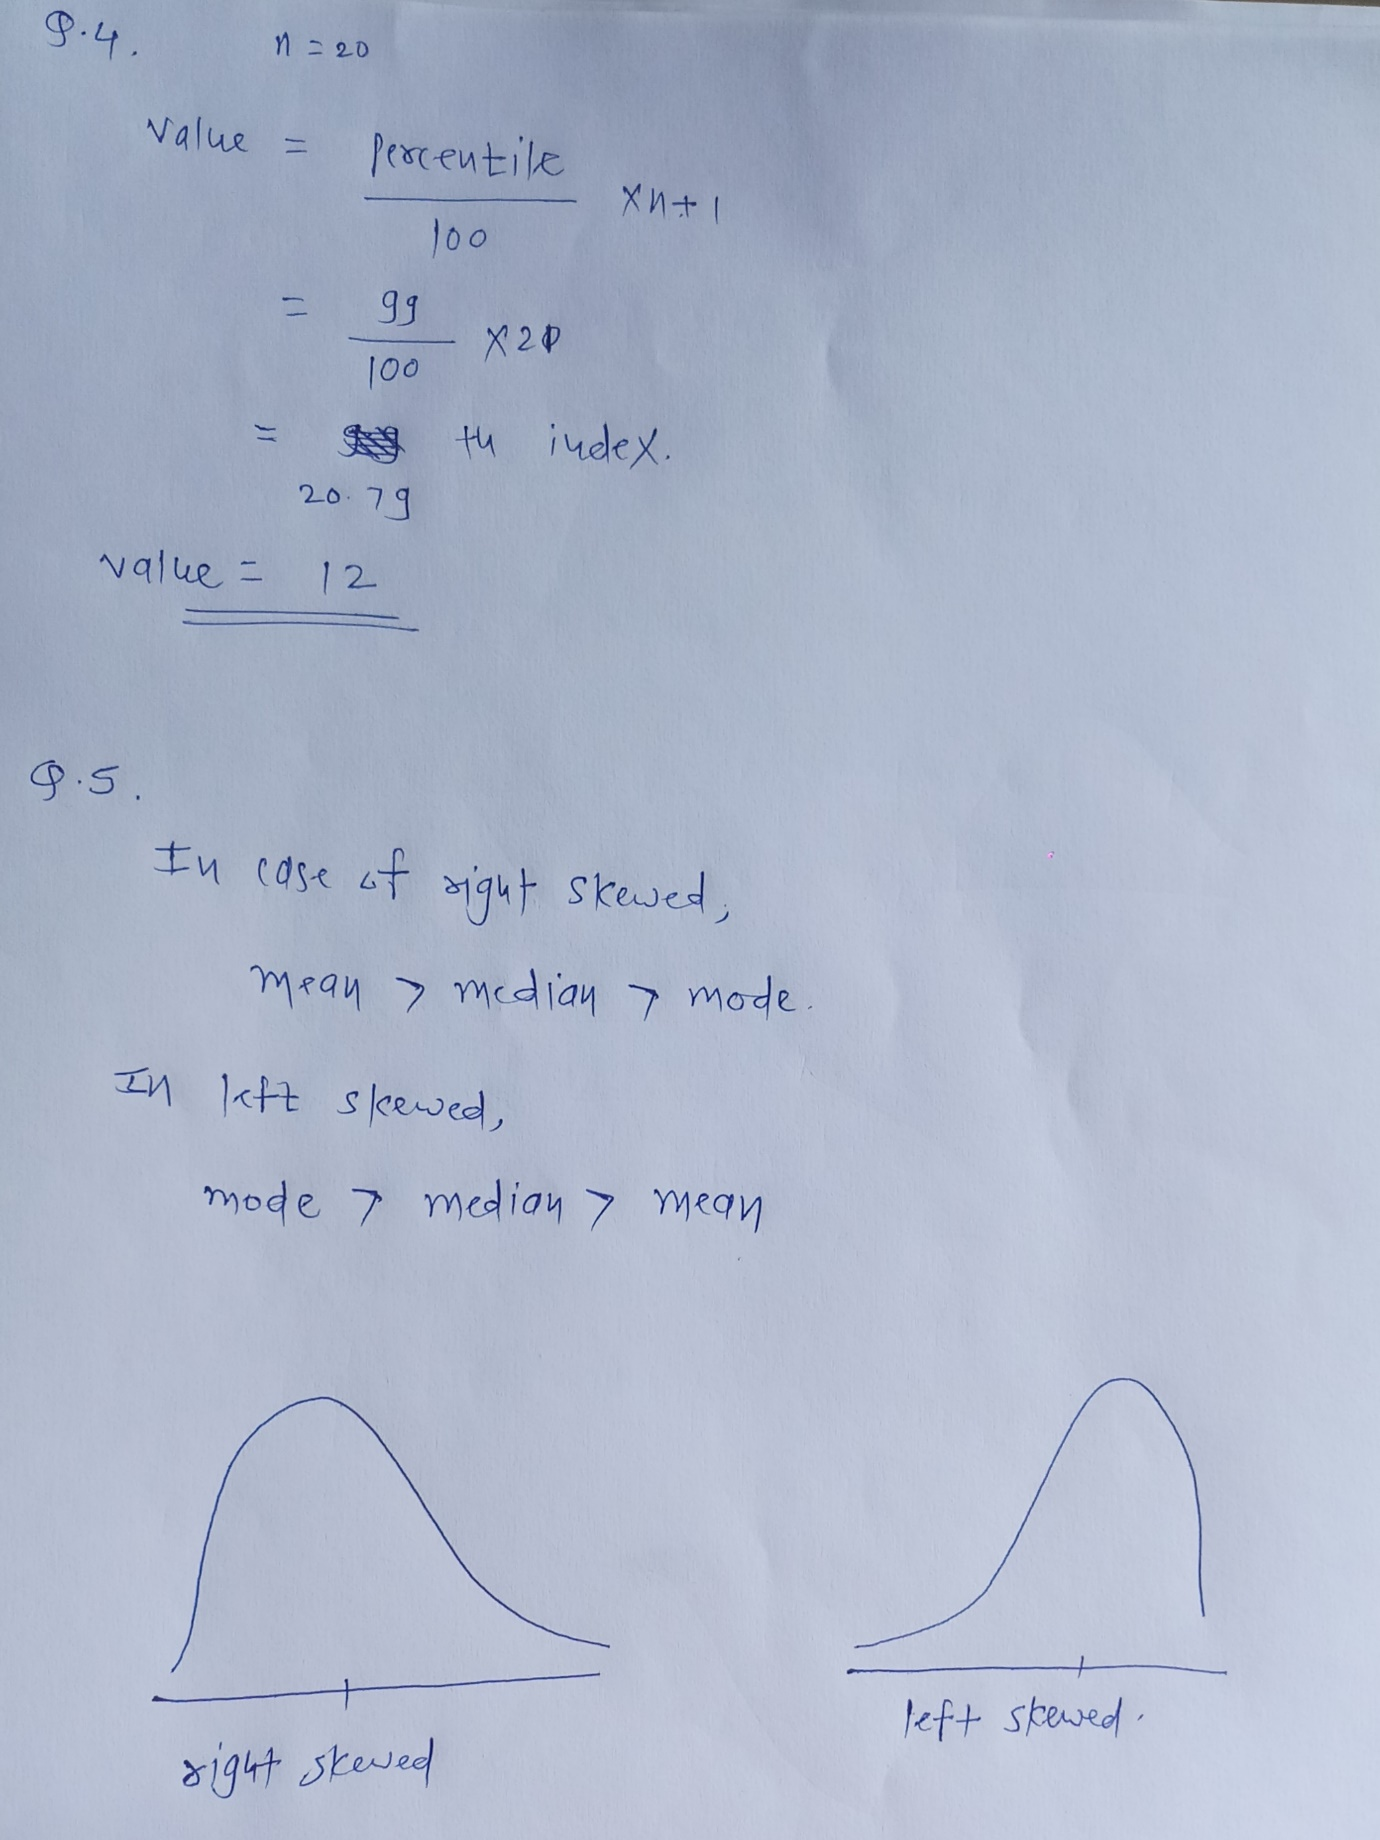 Q.4. n = 20
Value = percentile / 100 × n + 1
= 99 / 100 × 21
= th index.
20.79
value = 12
Q.5.
In case of right skewed,
mean > median > mode.
In left skewed,
mode > median > mean
left skewed.
right skewed